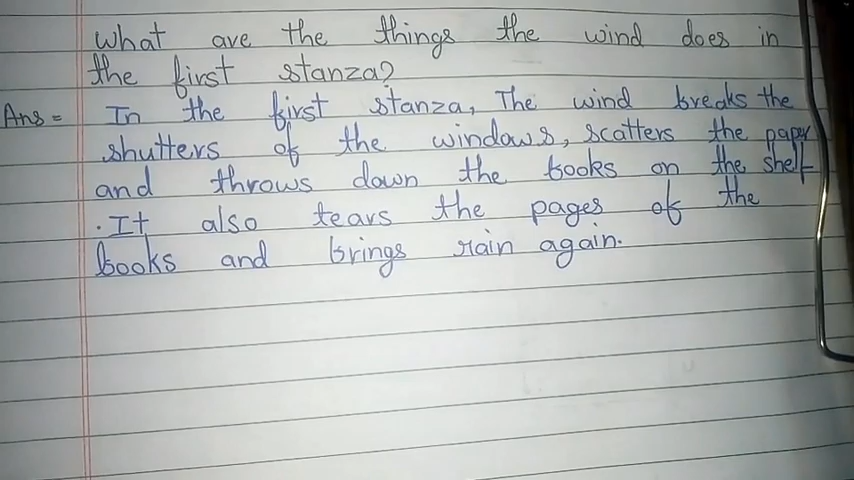 What are the things the wind does in
the first stanza?
Ans = In the first stanza, The wind breaks the
shutters of the windows, scatters the paper
and throws down the books on the shelf
. It also tears the pages of the
books and brings rain again.